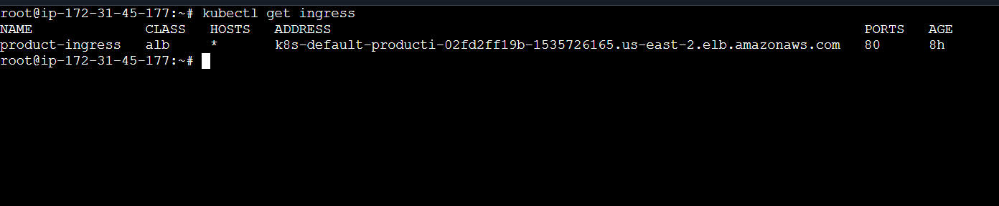 root@ip-172-31-45-177:~# kubectl get ingress
NAME CLASS HOSTS ADDRESS PORTS AGE
product-ingress alb * k8s-default-producti-02fd2ff19b-1535726165.us-east-2.elb.amazonaws.com 80 8h
root@ip-172-31-45-177:~#